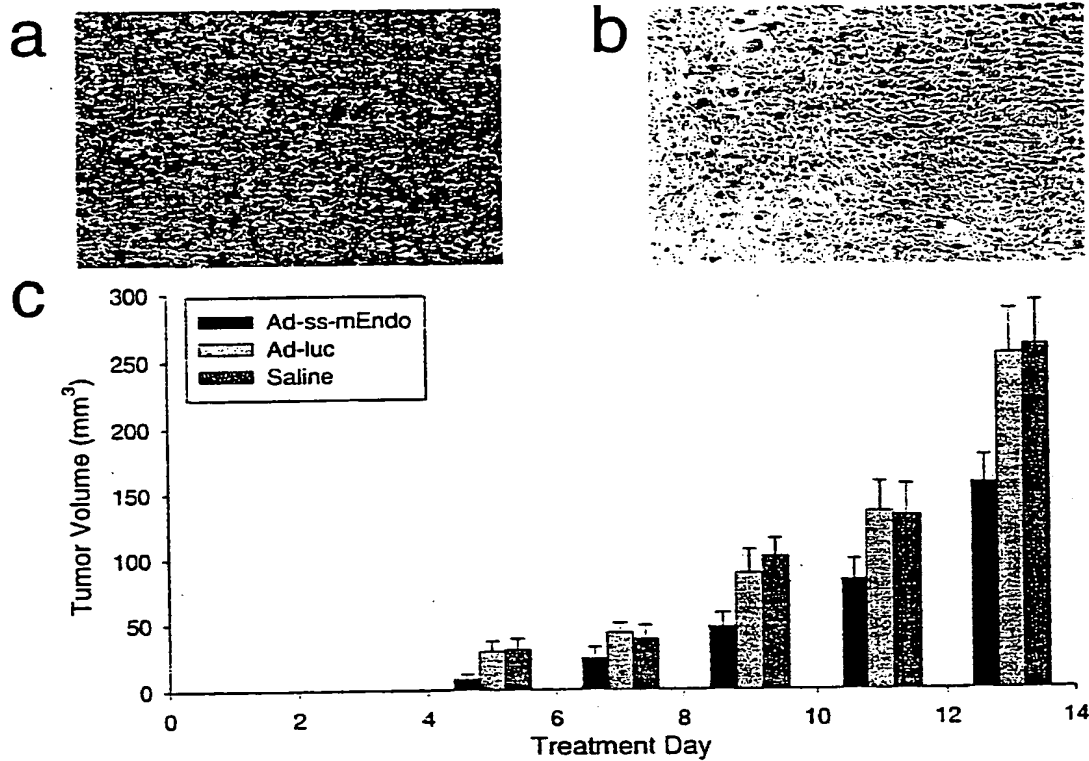 a
b
c
300
250
200
150
100
50
0
Tumor Volume (mm³)
Ad-ss-mEndo
Ad-luc
Saline
0 2 4 6 8 10 12 14
Treatment Day